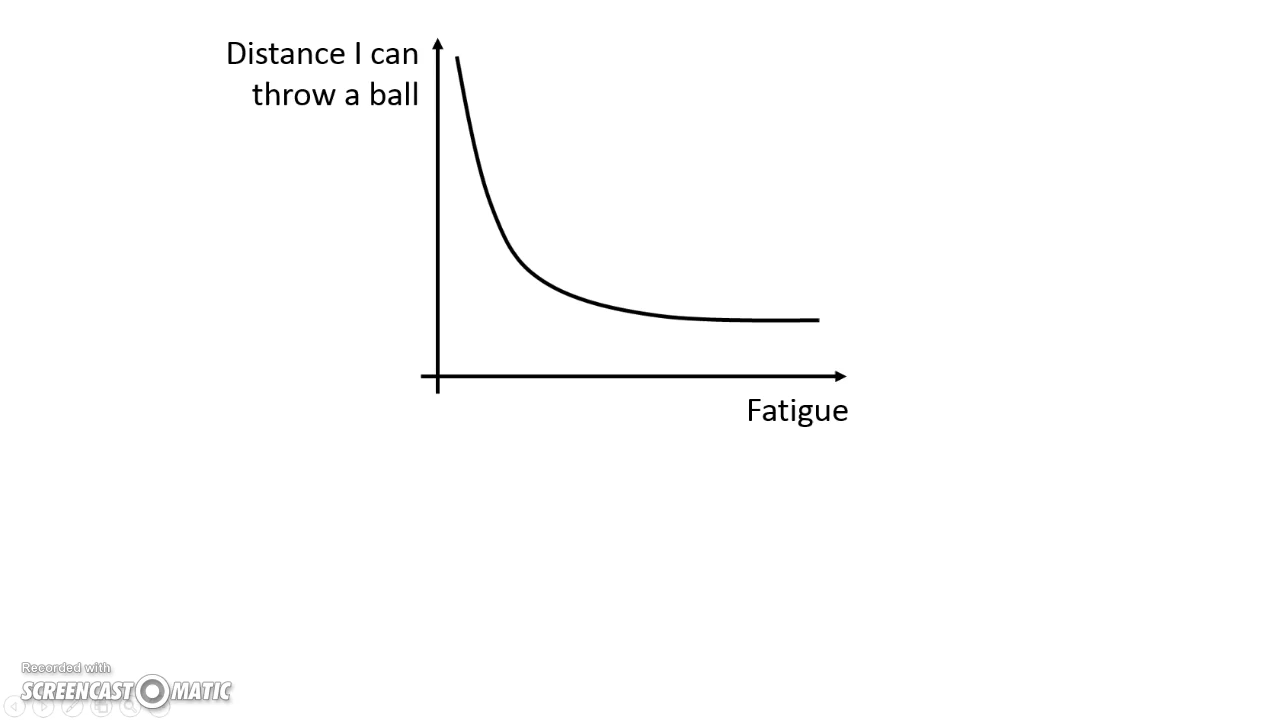 Distance I can
throw a ball
Fatigue
Recorded with
SCREENCAST MATIC